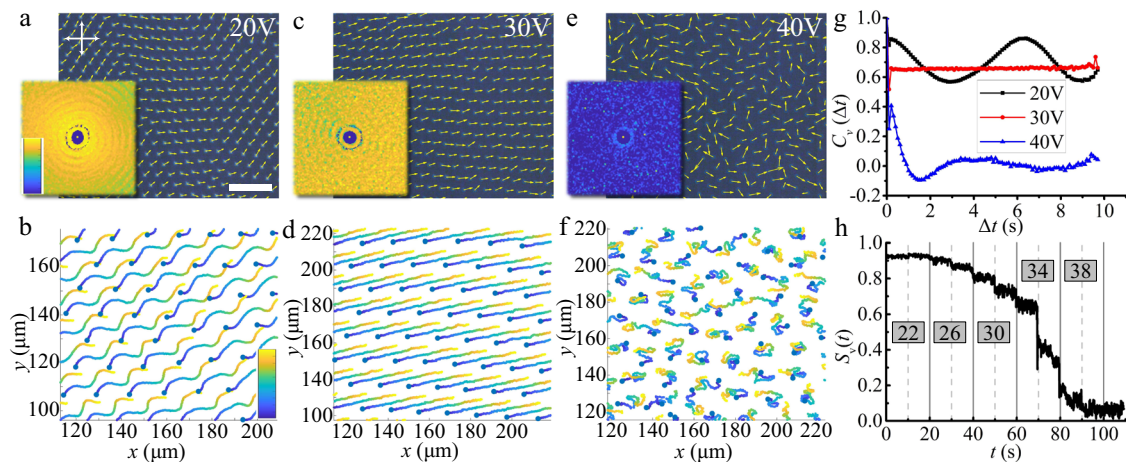 a 20V
c 30V
e 40V
g
1.0
0.8
0.6
0.4
0.2
0.0
-0.2
C_v (Δt)
20V
30V
40V
0 2 4 6 8 10
Δt (s)
b
160
140
120
100
y (μm)
120 140 160 180 200
x (μm)
d
220
200
180
160
140
120
100
120 140 160 180 200
x (μm)
f
220
200
180
160
140
120
y (μm)
120 140 160 180 200 220
x (μm)
h
1.0
0.8
0.6
0.4
0.2
0.0
22 26 30 34 38
0 20 40 60 80 100
t (s)